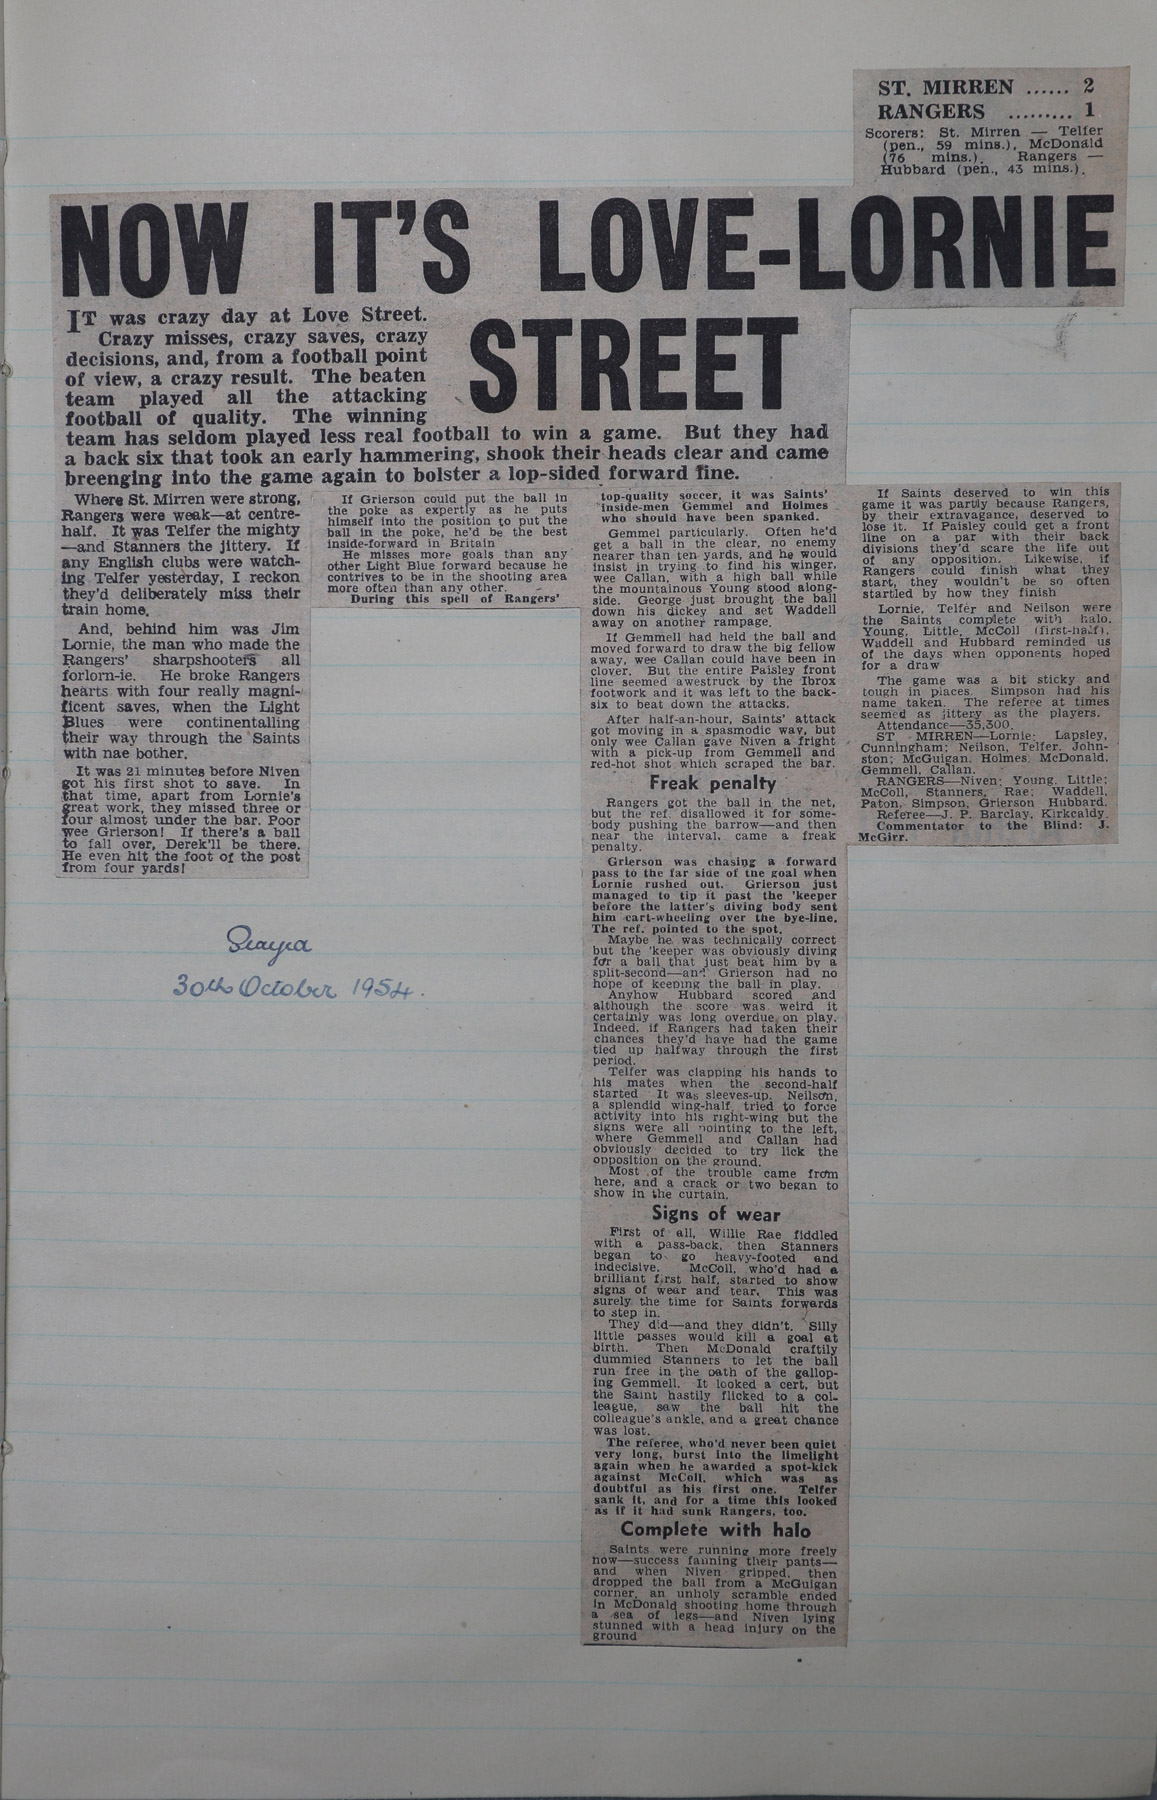 ST. MIRREN ...... 2
RANGERS ......... 1
Scorers: St. Mirren — Telfer
(pen., 59 mins.), McDonald
(76 mins.). Rangers —
Hubbard (pen., 43 mins.).
NOW IT'S LOVE-LORNIE
STREET
IT was crazy day at Love Street.
Crazy misses, crazy saves, crazy
decisions, and, from a football point
of view, a crazy result. The beaten
team played all the attacking
football of quality. The winning
team has seldom played less real football to win a game. But they had
a back six that took an early hammering, shook their heads clear and came
breenging into the game again to bolster a lop-sided forward line.
Where St. Mirren were strong,
Rangers were weak—at centre-
half. It was Telfer the mighty
—and Stanners the jittery. If
any English clubs were watch-
ing Telfer yesterday, I reckon
they'd deliberately miss their
train home.
And, behind him was Jim
Lornie, the man who made the
Rangers' sharpshooters all
forlorn-ie. He broke Rangers
hearts with four really magni-
ficent saves, when the Light
Blues were continentalling
their way through the Saints
with nae bother.
It was 21 minutes before Niven
got his first shot to save. In
that time, apart from Lornie's
great work, they missed three or
four almost under the bar. Poor
wee Grierson! If there's a ball
to fall over, Derek'll be there.
He even hit the foot of the post
from four yards!
If Grierson could put the ball in
the poke as expertly as he puts
himself into the position to put the
ball in the poke, he'd be the best
inside-forward in Britain
He misses more goals than any
other Light Blue forward because he
contrives to be in the shooting area
more often than any other.
During this spell of Rangers'
top-quality soccer, it was Saints'
inside-men Gemmel and Holmes
who should have been spanked.
Gemmel particularly. Often he'd
get a ball in the clear, no enemy
nearer than ten yards, and he would
insist in trying to find his winger,
wee Callan, with a high ball while
the mountainous Young stood along-
side. George just brought the ball
down his dickey and set Waddell
away on another rampage.
If Gemmell had held the ball and
moved forward to draw the big fellow
away, wee Callan could have been in
clover. But the entire Paisley front
line seemed awestruck by the Ibrox
footwork and it was left to the back-
six to beat down the attacks.
After half-an-hour, Saints' attack
got moving in a spasmodic way, but
only wee Callan gave Niven a fright
with a pick-up from Gemmell and
red-hot shot which scraped the bar.
Freak penalty
Rangers got the ball in the net,
but the ref. disallowed it for some-
body pushing the barrow—and then
near the interval, came a freak
penalty.
Grierson was chasing a forward
pass to the far side of the goal when
Lornie rushed out. Grierson just
managed to tip it past the 'keeper
before the latter's diving body sent
him cart-wheeling over the bye-line.
The ref. pointed to the spot.
Maybe he was technically correct
but the 'keeper was obviously diving
for a ball that just beat him by a
split-second—and Grierson had no
hope of keeping the ball in play.
Anyhow Hubbard scored and
although the score was weird it
certainly was long overdue on play.
Indeed, if Rangers had taken their
chances they'd have had the game
tied up halfway through the first
period.
Telfer was clapping his hands to
his mates when the second-half
started It was sleeves-up. Neilson,
a splendid wing-half, tried to force
activity into his right-wing but the
signs were all pointing to the left,
where Gemmell and Callan had
obviously decided to try lick the
opposition on the ground.
Most of the trouble came from
here, and a crack or two began to
show in the curtain.
Signs of wear
First of all, Willie Rae fiddled
with a pass-back, then Stanners
began to go heavy-footed and
indecisive. McColl, who'd had a
brilliant first half, started to show
signs of wear and tear. This was
surely the time for Saints forwards
to step in.
They did—and they didn't. Silly
little passes would kill a goal at
birth. Then McDonald craftily
dummied Stanners to let the ball
run free in the path of the gallop-
ing Gemmell. It looked a cert, but
the Saint hastily flicked to a col-
league, saw the ball hit the
colleague's ankle, and a great chance
was lost.
The referee, who'd never been quiet
very long, burst into the limelight
again when he awarded a spot-kick
against McColl, which was as
doubtful as his first one. Telfer
sank it, and for a time this looked
as if it had sunk Rangers, too.
Complete with halo
Saints were running more freely
now—success fanning their pants—
and when Niven gripped, then
dropped the ball from a McGuigan
corner, an unholy scramble ended
in McDonald shooting home through
a sea of legs—and Niven lying
stunned with a head injury on the
ground
If Saints deserved to win this
game it was partly because Rangers,
by their extravagance, deserved to
lose it. If Paisley could get a front
line on a par with their back
divisions they'd scare the life out
of any opposition. Likewise, if
Rangers could finish what they
start, they wouldn't be so often
startled by how they finish
Lornie, Telfer and Neilson were
the Saints complete with halo.
Young, Little, McColl (first-half),
Waddell and Hubbard reminded us
of the days when opponents hoped
for a draw
The game was a bit sticky and
tough in places. Simpson had his
name taken. The referee at times
seemed as jittery as the players.
Attendance—35,300.
ST MIRREN—Lornie; Lapsley,
Cunningham; Neilson, Telfer, John-
ston; McGuigan, Holmes, McDonald,
Gemmell, Callan.
RANGERS—Niven; Young, Little;
McColl, Stanners, Rae; Waddell,
Paton, Simpson, Grierson Hubbard.
Referee—J. P. Barclay, Kirkcaldy.
Commentator to the Blind: J.
McGirr.
30th October 1954.